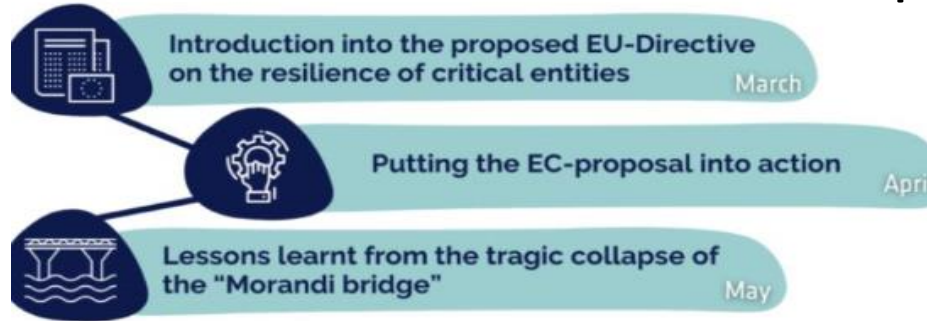 Introduction into the proposed EU-Directive
on the resilience of critical entities
March
Putting the EC-proposal into action
Apri
Lessons learnt from the tragic collapse of
the “Morandi bridge”
May